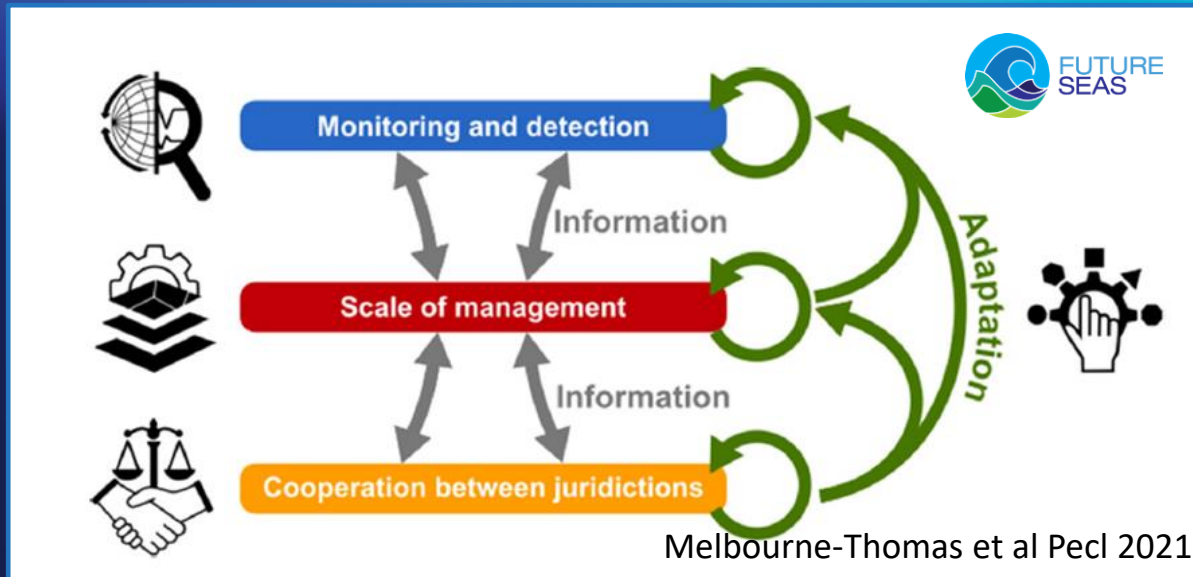 FUTURE
SEAS
Monitoring and detection
Information
Scale of management
Adaptation
Information
Cooperation between juridictions
Melbourne-Thomas et al Pecl 2021